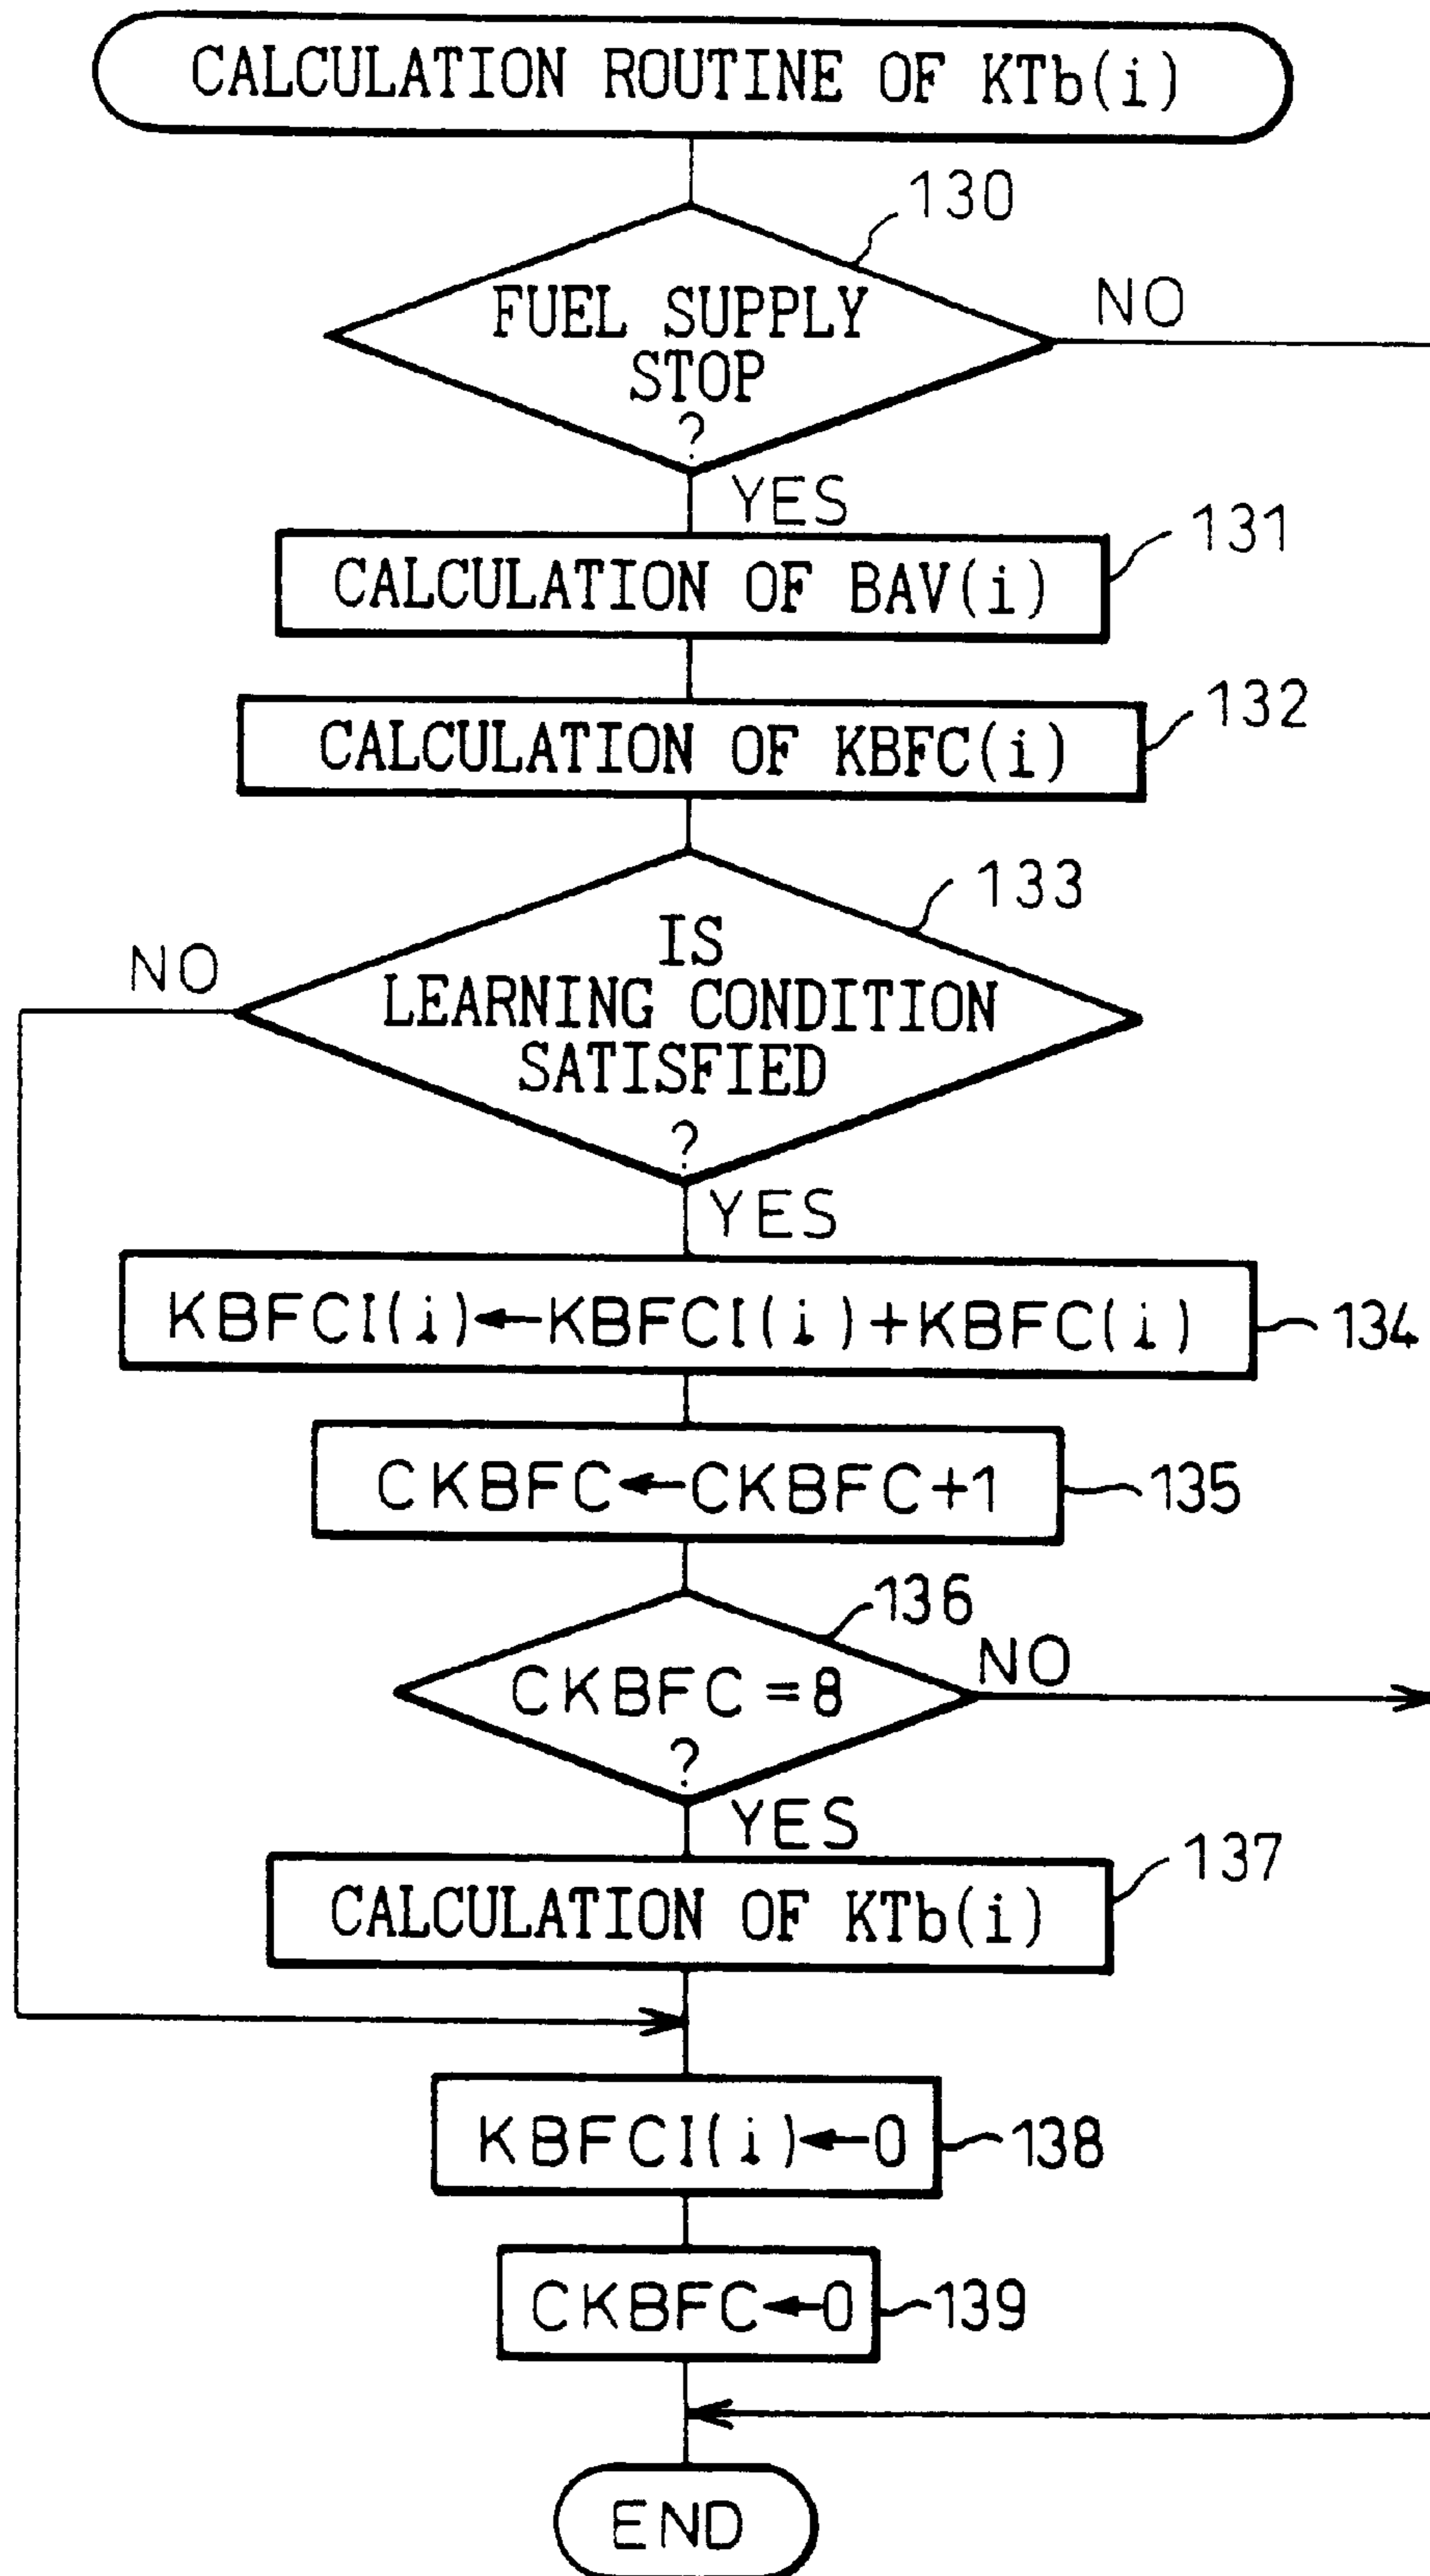 CALCULATION ROUTINE OF KTb(i)
130
FUEL SUPPLY
STOP
?
NO
YES
CALCULATION OF BAV(i)
131
CALCULATION OF KBFC(i)
132
133
NO
IS
LEARNING CONDITION
SATISFIED
?
YES
KBFCI(i)←KBFCI(i)+KBFC(i)
134
CKBFC←CKBFC+1
135
136
CKBFC=8
?
NO
YES
CALCULATION OF KTb(i)
137
KBFCI(i)←0
138
CKBFC←0
139
END